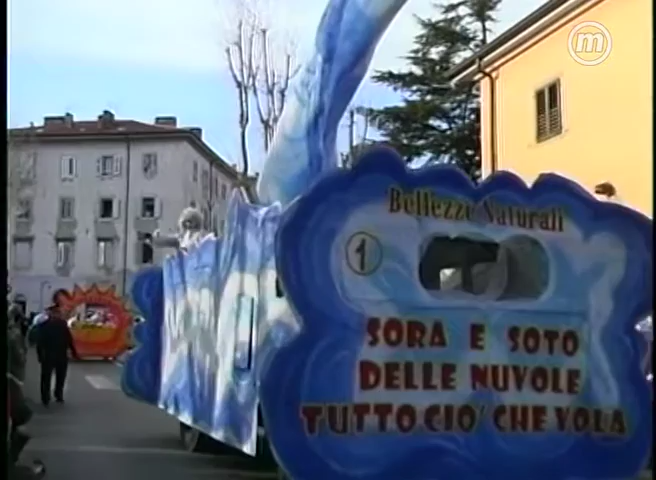 m
Bellezze Naturali
1
SORA E SOTO
DELLE NUVOLE
TUTTO CIO' CHE VOLA